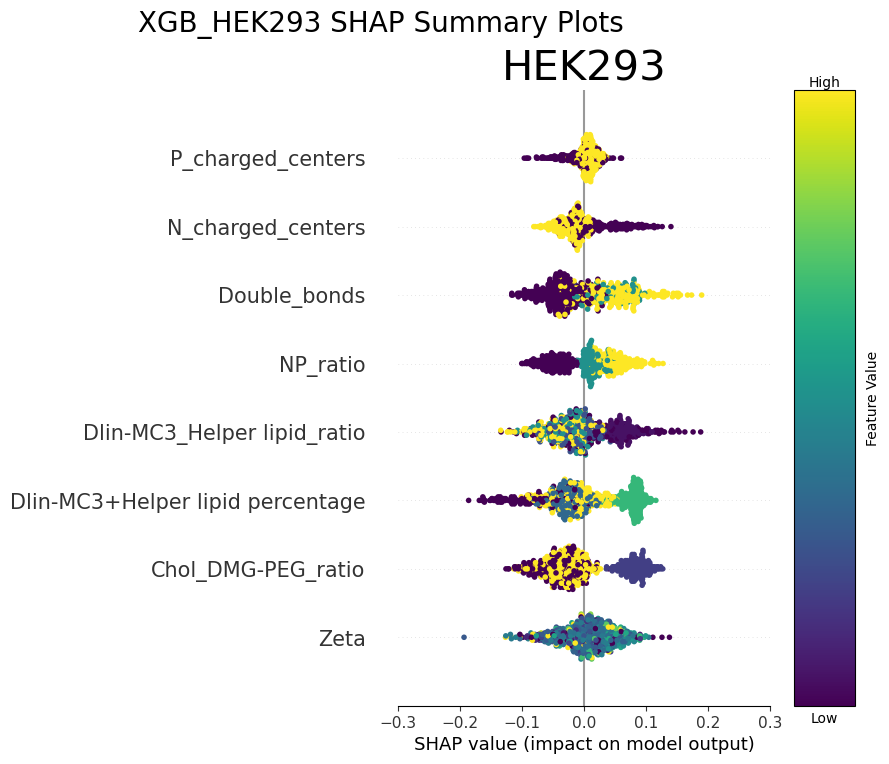 XGB_HEK293 SHAP Summary Plots
HEK293
High
P_charged_centers
N_charged_centers
Double_bonds
NP_ratio
Dlin-MC3_Helper lipid_ratio
Dlin-MC3+Helper lipid percentage
Chol_DMG-PEG_ratio
Zeta
Feature Value
Low
−0.3 −0.2 −0.1 0.0 0.1 0.2 0.3
SHAP value (impact on model output)